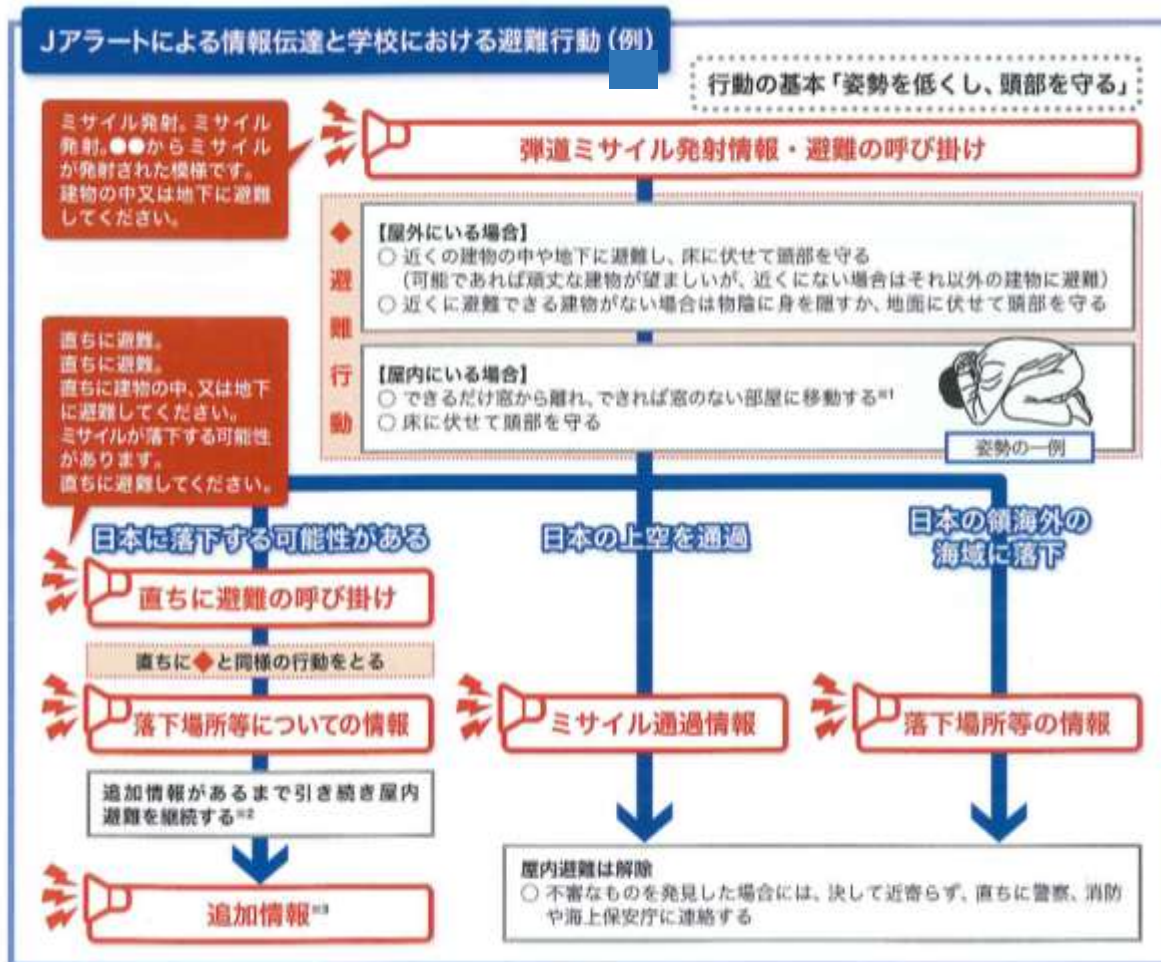 Jアラートによる情報伝達と学校における避難行動(例)
行動の基本「姿勢を低くし、頭部を守る」
ミサイル発射。ミサイル
発射。●●からミサイル
が発射された模様です。
建物の中又は地下に避難
してください。
弾道ミサイル発射情報・避難の呼び掛け
◆避難行動
【屋外にいる場合】
○ 近くの建物の中や地下に避難し、床に伏せて頭部を守る
(可能であれば頑丈な建物が望ましいが、近くにない場合はそれ以外の建物に避難)
○ 近くに避難できる建物がない場合は物陰に身を隠すか、地面に伏せて頭部を守る
【屋内にいる場合】
○ できるだけ窓から離れ、できれば窓のない部屋に移動する※1
○ 床に伏せて頭部を守る
姿勢の一例
直ちに避難。
直ちに避難。
直ちに建物の中、又は地下
に避難してください。
ミサイルが落下する可能性
があります。
直ちに避難してください。
日本に落下する可能性がある
直ちに避難の呼び掛け
直ちに◆と同様の行動をとる
落下場所等についての情報
追加情報があるまで引き続き屋内
避難を継続する※2
追加情報※3
日本の上空を通過
ミサイル通過情報
日本の領海外の
海域に落下
落下場所等の情報
屋内避難は解除
○ 不審なものを発見した場合には、決して近寄らず、直ちに警察、消防
や海上保安庁に連絡する